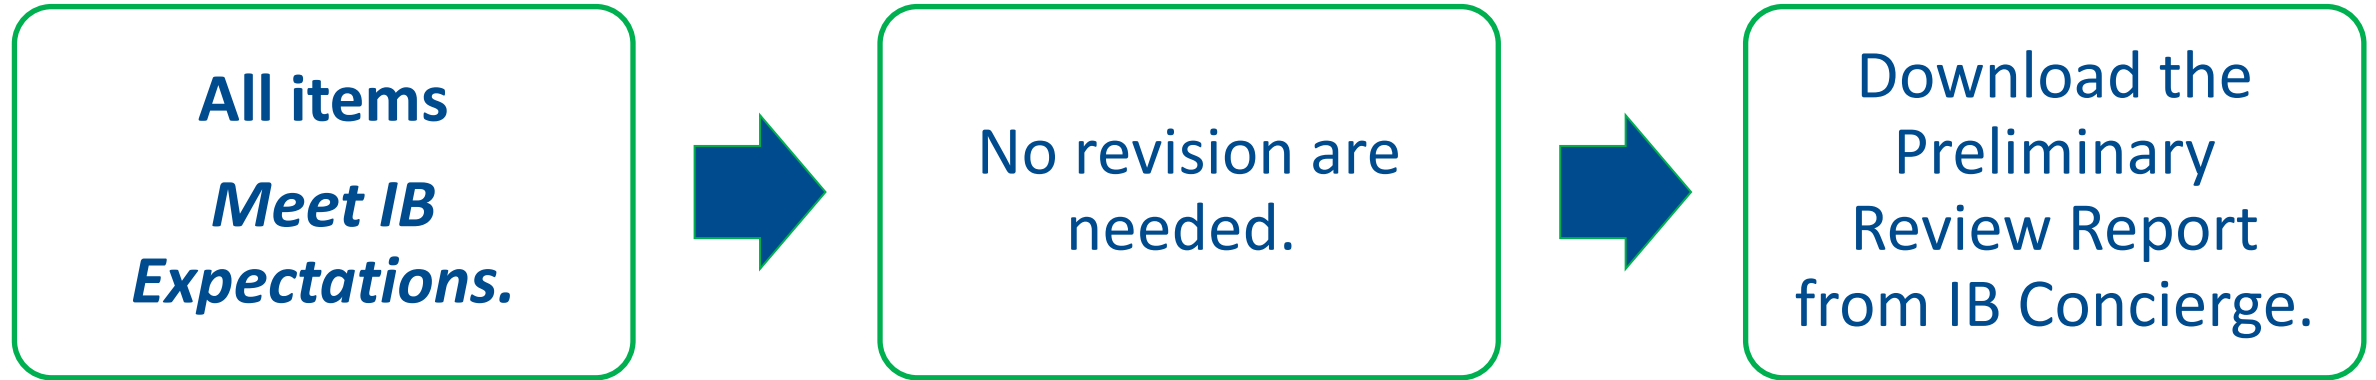 All items
Meet IB
Expectations.
No revision are
needed.
Download the
Preliminary
Review Report
from IB Concierge.